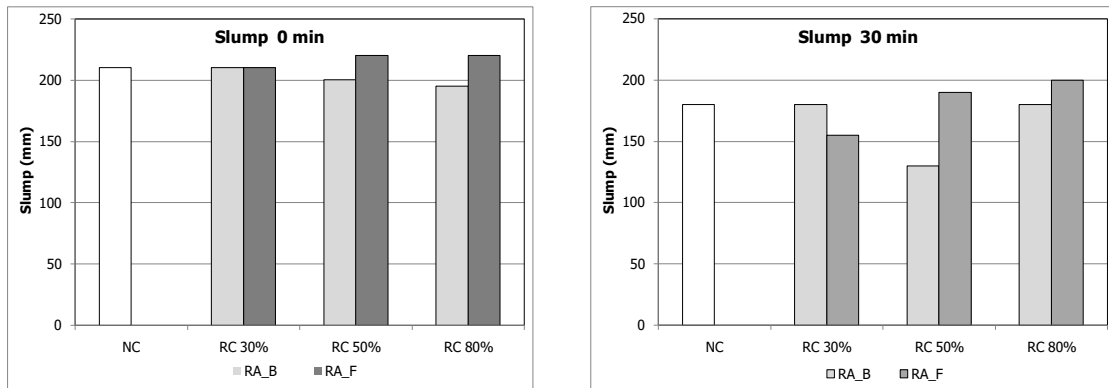 Slump 0 min
Slump (mm)
250
200
150
100
50
0
NC RC 30% RC 50% RC 80%
RA_B RA_F
Slump 30 min
Slump (mm)
250
200
150
100
50
0
NC RC 30% RC 50% RC 80%
RA_B RA_F